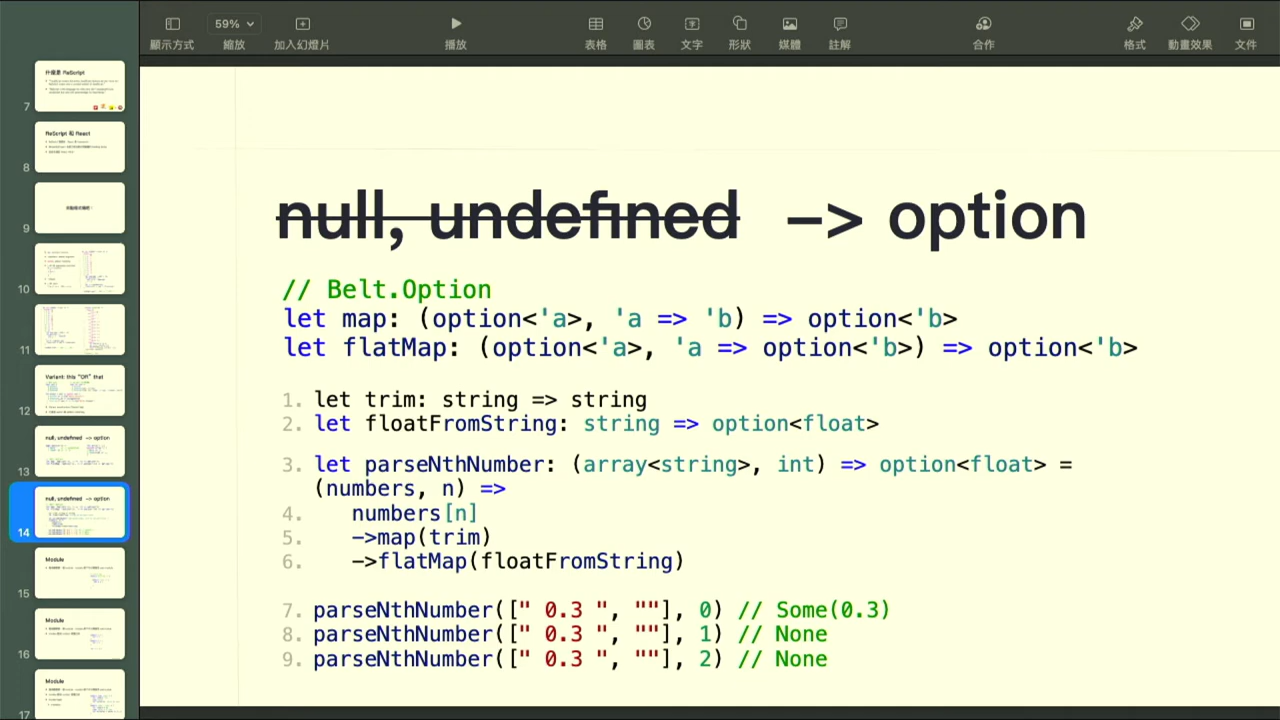 59%
顯示方式
縮放
加入幻燈片
播放
表格
圖表
文字
形狀
媒體
註解
合作
格式
動畫效果
文件
什麼是 ReScript
7
ReScript 和 React
8
9
10
11
Variant: this "OR" that
12
null, undefined -> option
13
null, undefined -> option
14
Module
15
Module
16
Module
17
null, undefined –> option
// Belt.Option
let map: (option<'a>, 'a => 'b) => option<'b>
let flatMap: (option<'a>, 'a => option<'b>) => option<'b>
1. let trim: string => string
2. let floatFromString: string => option<float>
3. let parseNthNumber: (array<string>, int) => option<float> =
(numbers, n) =>
4. numbers[n]
5. ->map(trim)
6. ->flatMap(floatFromString)
7. parseNthNumber([" 0.3 ", ""], 0) // Some(0.3)
8. parseNthNumber([" 0.3 ", ""], 1) // None
9. parseNthNumber([" 0.3 ", ""], 2) // None